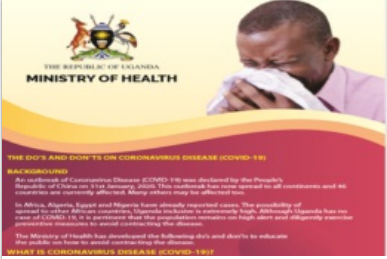 THE REPUBLIC OF UGANDA
MINISTRY OF HEALTH
THE DO'S AND DON'TS ON CORONAVIRUS DISEASE (COVID-19)
BACKGROUND
An outbreak of Coronavirus Disease (COVID-19) was declared by the People's
Republic of China on 31st January, 2020. This outbreak has now spread to all continents and 46
countries are currently affected. Many others may be affected too.
In Africa, Algeria, Egypt and Nigeria have already reported cases. The possibility of
spread to other African countries, Uganda inclusive is extremely high. Although Uganda has no
case of COVID-19, it is pertinent that the population remains on high alert and diligently exercise
preventive measures to avoid contracting the disease.
The Ministry of Health has developed the following do's and don'ts to educate
the public on how to avoid contracting the disease.
WHAT IS CORONAVIRUS DISEASE (COVID-19)?